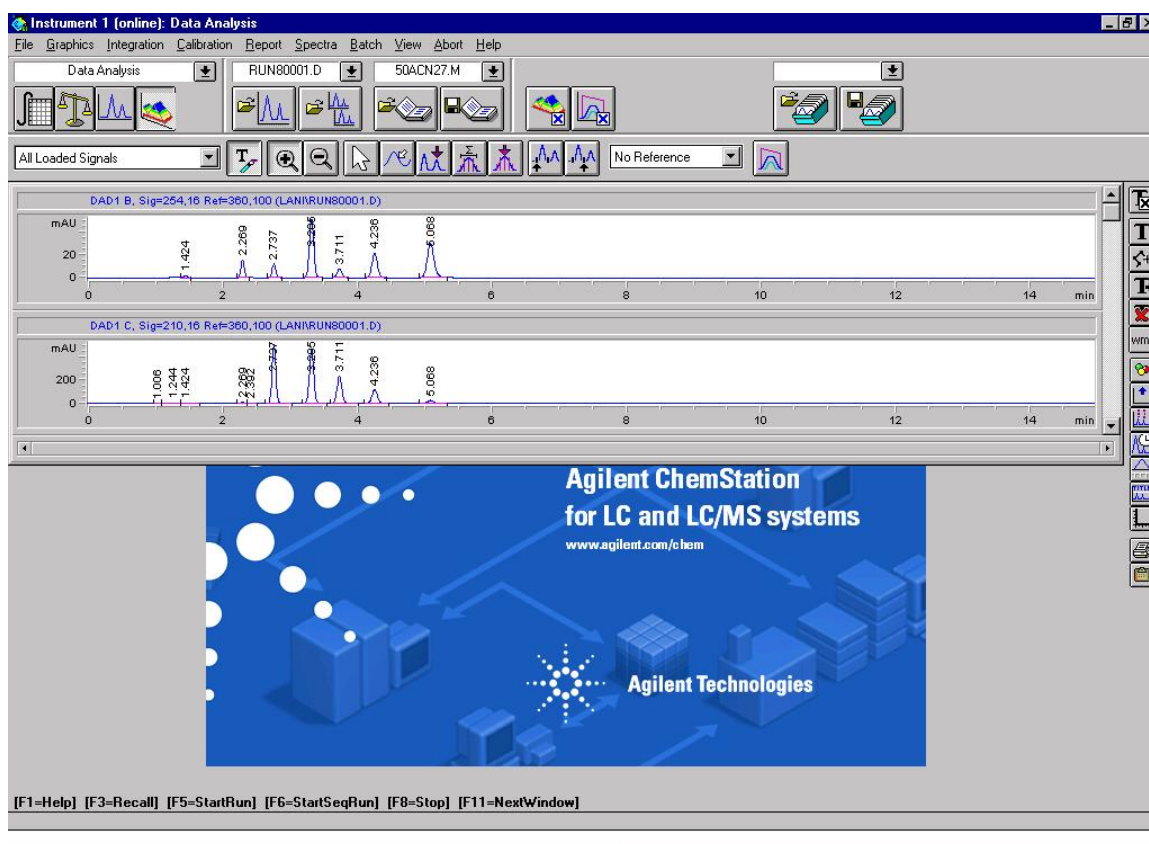 Instrument 1 (online): Data Analysis
File Graphics Integration Calibration Report Spectra Batch View Abort Help
Data Analysis RUN80001.D 50ACN27.M
All Loaded Signals No Reference
DAD1 B, Sig=254,16 Ref=360,100 (LANI\RUN80001.D)
mAU
20
0
1.424
2.269
2.737
3.295
3.711
4.236
5.068
0 2 4 6 8 10 12 14 min
DAD1 C, Sig=210,16 Ref=360,100 (LANI\RUN80001.D)
mAU
200
0
1.006
1.244
1.424
2.269
2.392
2.737
3.295
3.711
4.236
5.068
0 2 4 6 8 10 12 14 min
Agilent ChemStation
for LC and LC/MS systems
www.agilent.com/chem
Agilent Technologies
[F1=Help] [F3=Recall] [F5=StartRun] [F6=StartSeqRun] [F8=Stop] [F11=NextWindow]